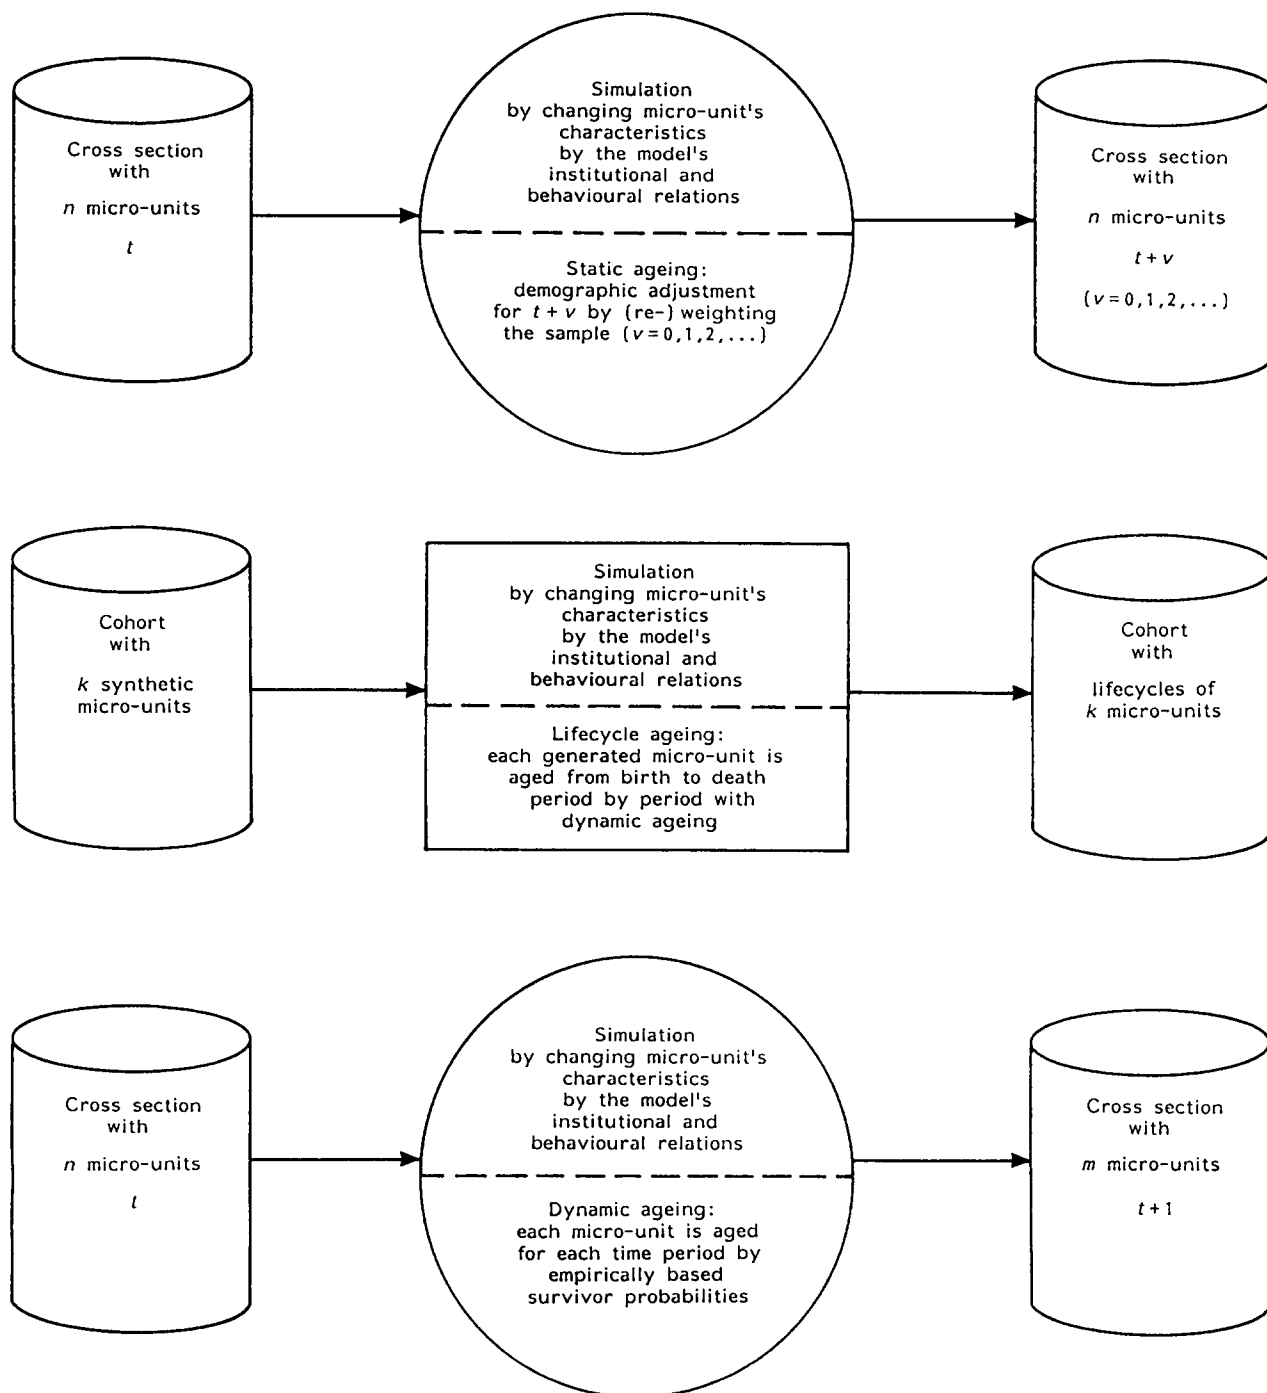 Cross section
with
n micro-units
t
Simulation
by changing micro-unit's
characteristics
by the model's
institutional and
behavioural relations
Static ageing:
demographic adjustment
for t + v by (re-) weighting
the sample (v = 0,1,2,...)
Cross section
with
n micro-units
t + v
(v = 0,1,2,...)
Cohort
with
k synthetic
micro-units
Simulation
by changing micro-unit's
characteristics
by the model's
institutional and
behavioural relations
Lifecycle ageing:
each generated micro-unit is
aged from birth to death
period by period with
dynamic ageing
Cohort
with
lifecycles of
k micro-units
Cross section
with
n micro-units
t
Simulation
by changing micro-unit's
characteristics
by the model's
institutional and
behavioural relations
Dynamic ageing:
each micro-unit is aged
for each time period by
empirically based
survivor probabilities
Cross section
with
m micro-units
t + 1